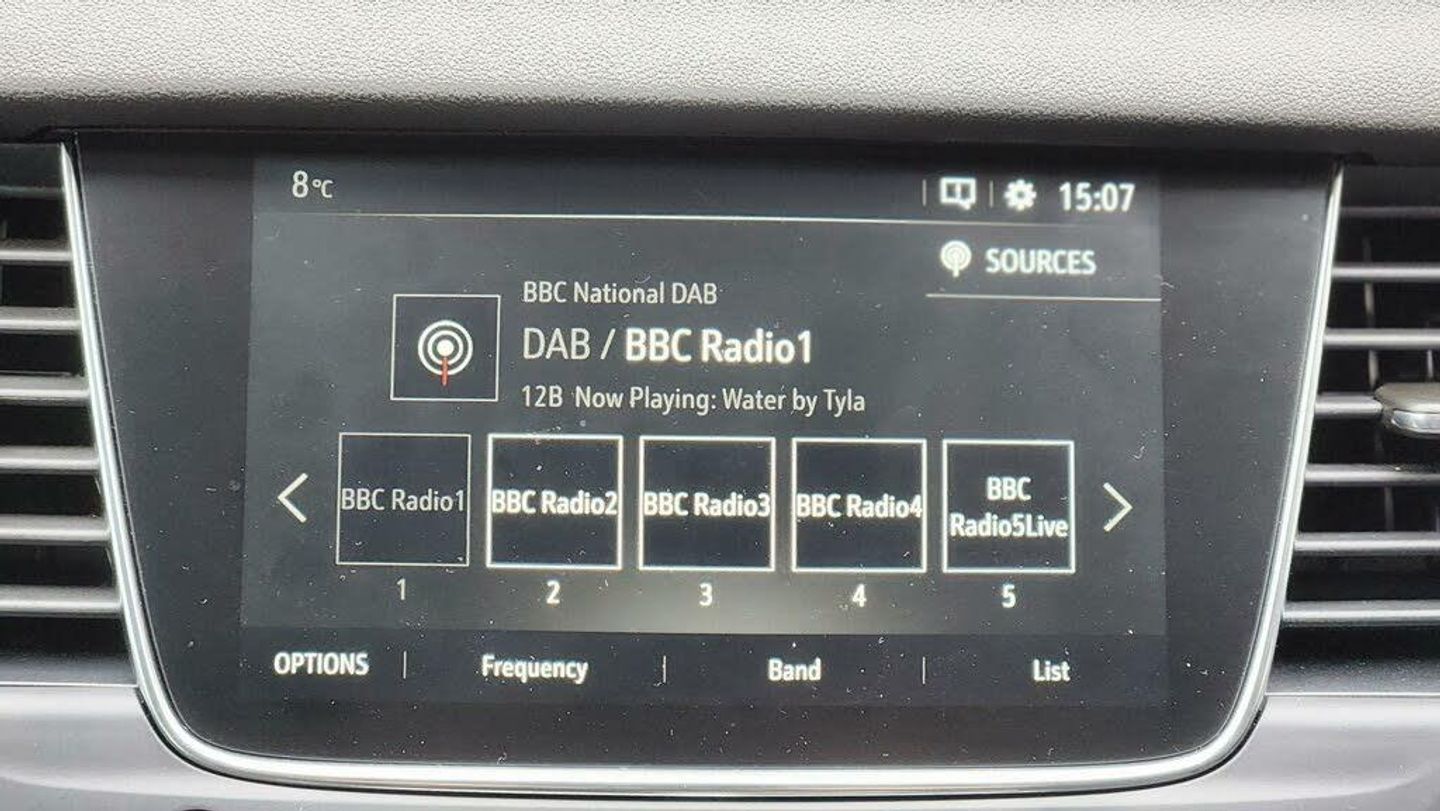 8°C
15:07
SOURCES
BBC National DAB
DAB / BBC Radio1
12B Now Playing: Water by Tyla
BBC Radio1
BBC Radio2
BBC Radio3
BBC Radio4
BBC
Radio5Live
1
2
3
4
5
OPTIONS
Frequency
Band
List